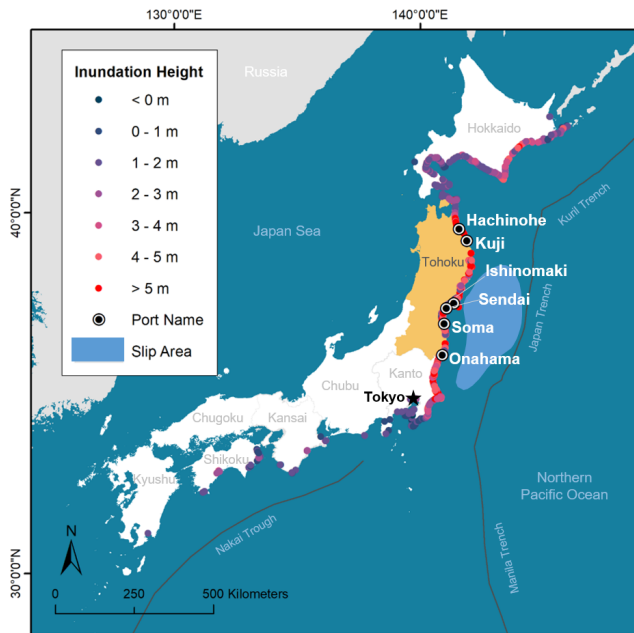 130°0'0"E
140°0'0"E
40°0'0"N
30°0'0"N
Inundation Height
< 0 m
0 - 1 m
1 - 2 m
2 - 3 m
3 - 4 m
4 - 5 m
> 5 m
Port Name
Slip Area
Russia
Hokkaido
Kuril Trench
Japan Sea
Hachinohe
Kuji
Tohoku
Ishinomaki
Sendai
Soma
Japan Trench
Onahama
Kanto
Chubu
Tokyo
Chugoku
Kansai
Shikoku
Kyushu
Northern
Pacific Ocean
Nakai Trough
Manila Trench
N
0
250
500 Kilometers